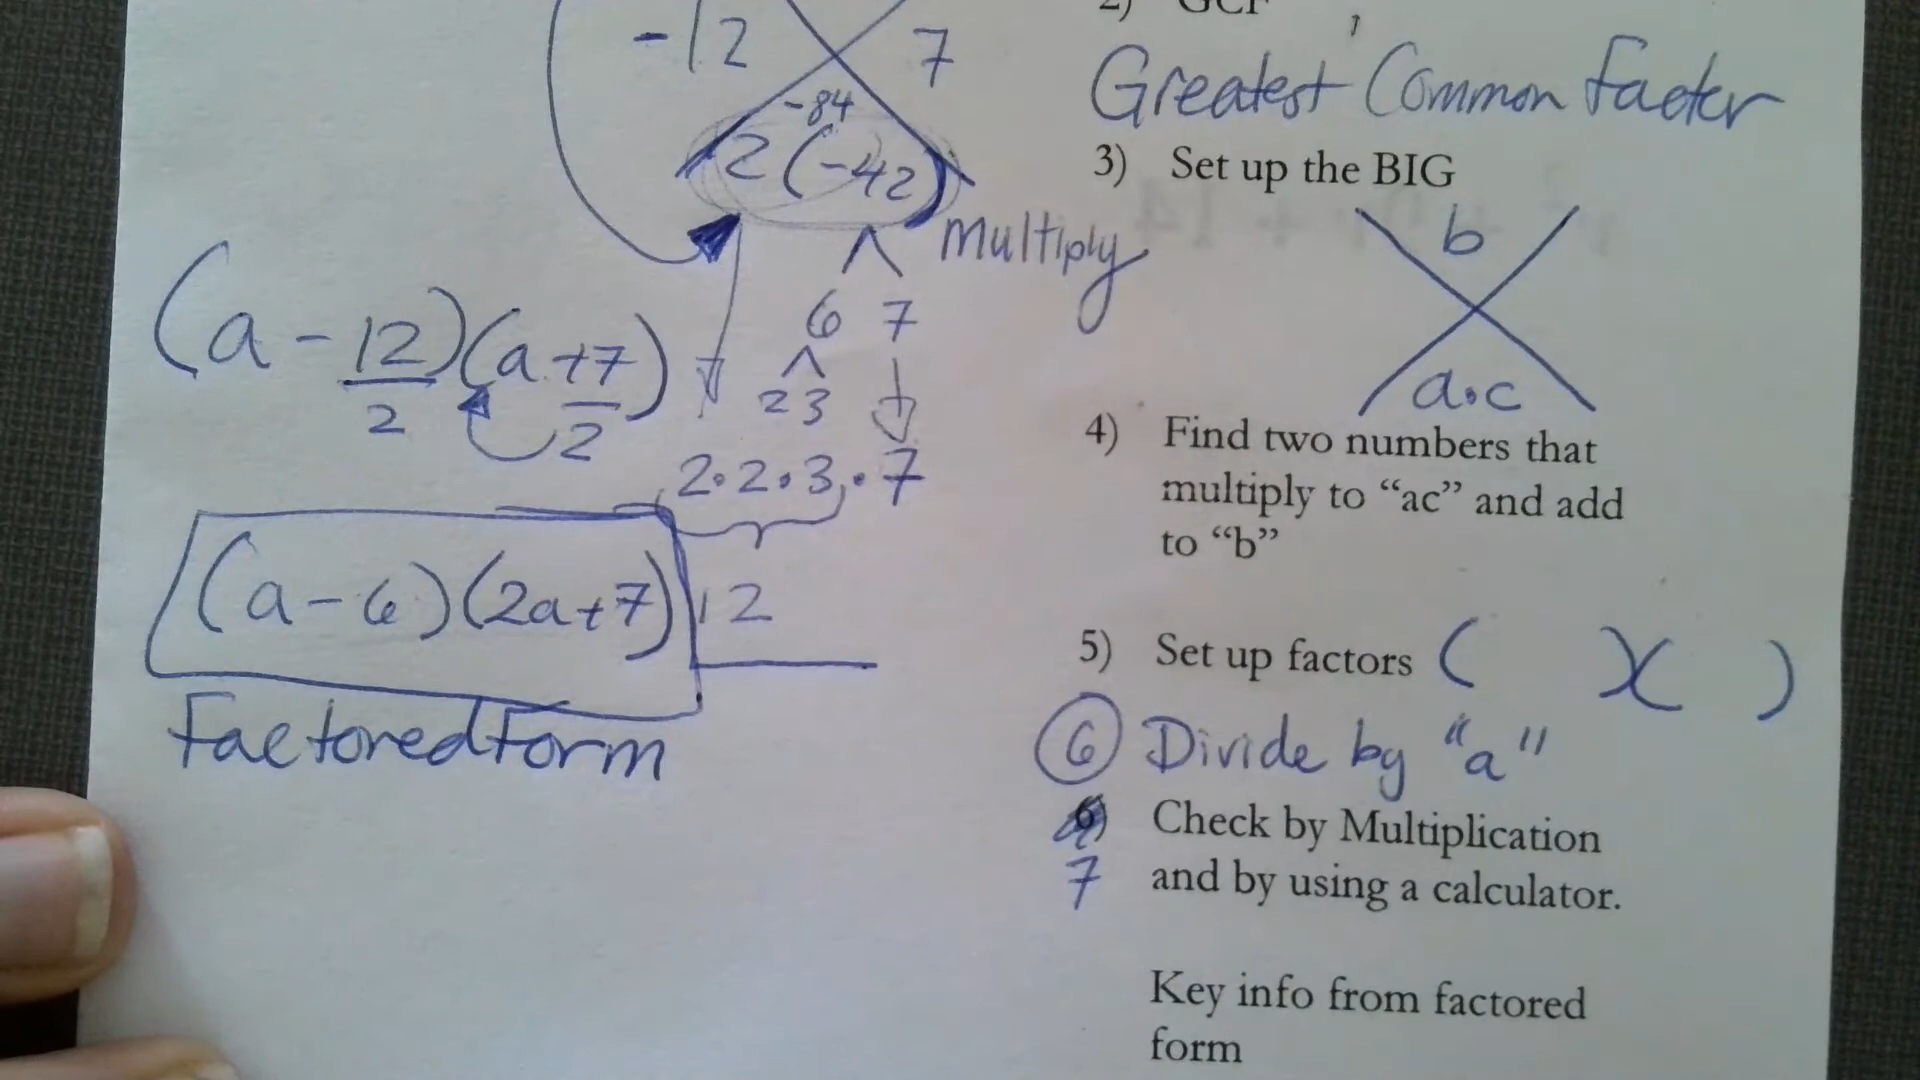 -12 7
-84
2(-42)
multiply
6 7
2 3
2·2·3·7
12
(a - 12/2)(a + 7/2)
(a-6)(2a+7)
Factored Form
2) GCF
Greatest Common Factor
3) Set up the BIG
b
a·c
4) Find two numbers that
multiply to “ac” and add
to “b”
5) Set up factors ( )( )
6 Divide by "a"
7 Check by Multiplication
and by using a calculator.
Key info from factored
form